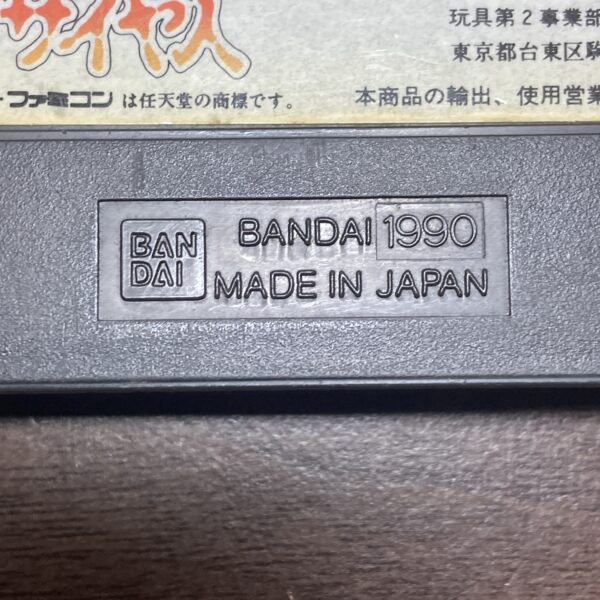 玩具第2事業部
東京都台東区駒
ファミコン は任天堂の商標です。
本商品の輸出、使用営業
BAN
DAI
BANDAI 1990
MADE IN JAPAN